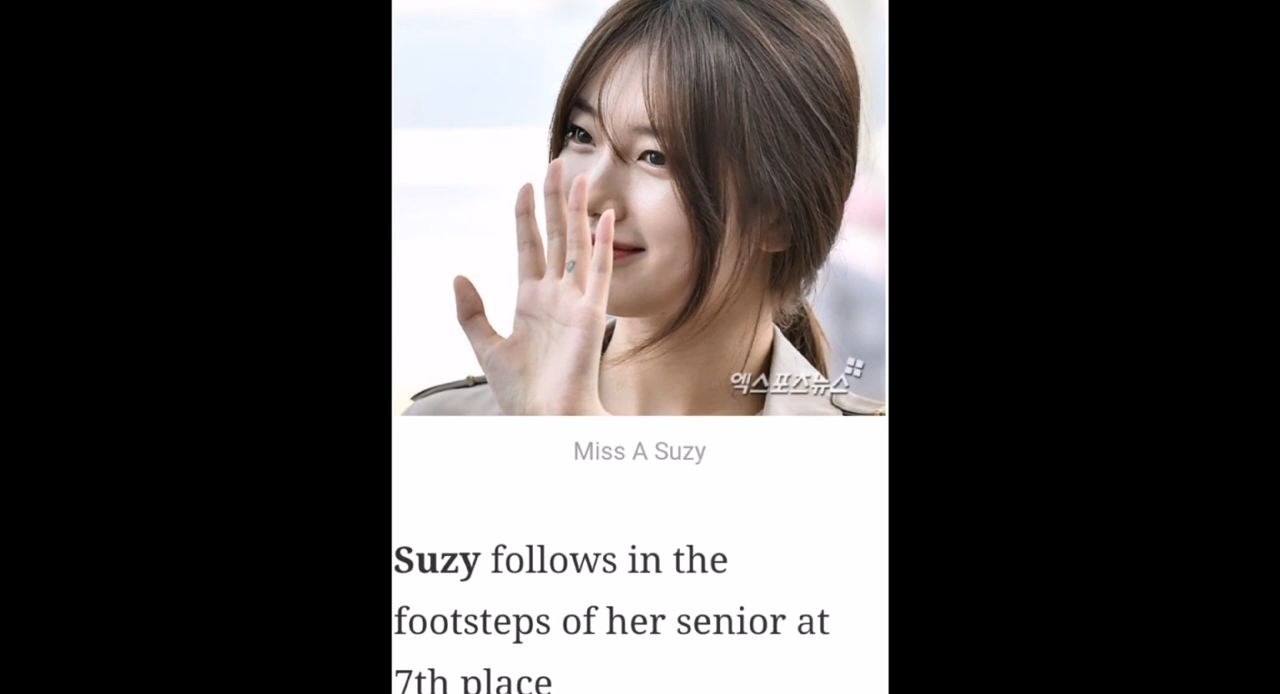 엑스포츠뉴스
Miss A Suzy
Suzy follows in the
footsteps of her senior at
7th place